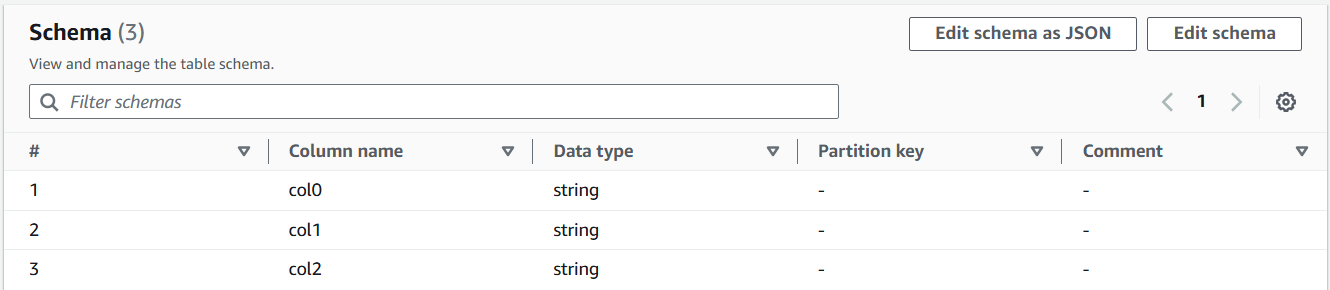 Schema (3)
Edit schema as JSON
Edit schema
View and manage the table schema.
Filter schemas
1
# Column name Data type Partition key Comment
1 col0 string - -
2 col1 string - -
3 col2 string - -